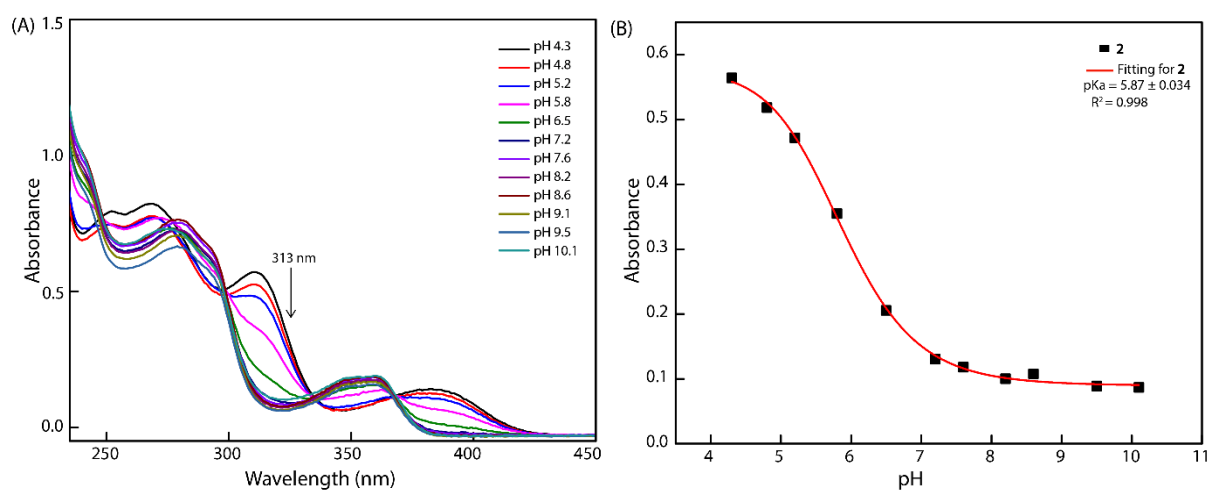 (A)
1.5
1.0
0.5
0.0
Absorbance
250
300
350
400
450
Wavelength (nm)
313 nm
pH 4.3
pH 4.8
pH 5.2
pH 5.8
pH 6.5
pH 7.2
pH 7.6
pH 8.2
pH 8.6
pH 9.1
pH 9.5
pH 10.1
(B)
0.6
0.5
0.4
0.3
0.2
0.1
0.0
Absorbance
4
5
6
7
8
9
10
11
pH
2
Fitting for 2
pKa = 5.87 ± 0.034
R² = 0.998